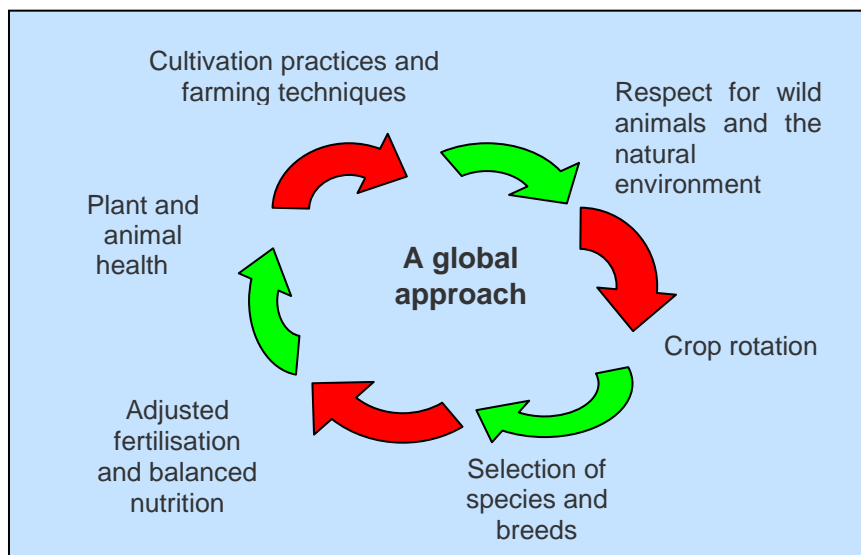 Cultivation practices and
farming techniques
Respect for wild
animals and the
natural
environment
Plant and
animal
health
A global
approach
Crop rotation
Adjusted
fertilisation
and balanced
nutrition
Selection of
species and
breeds